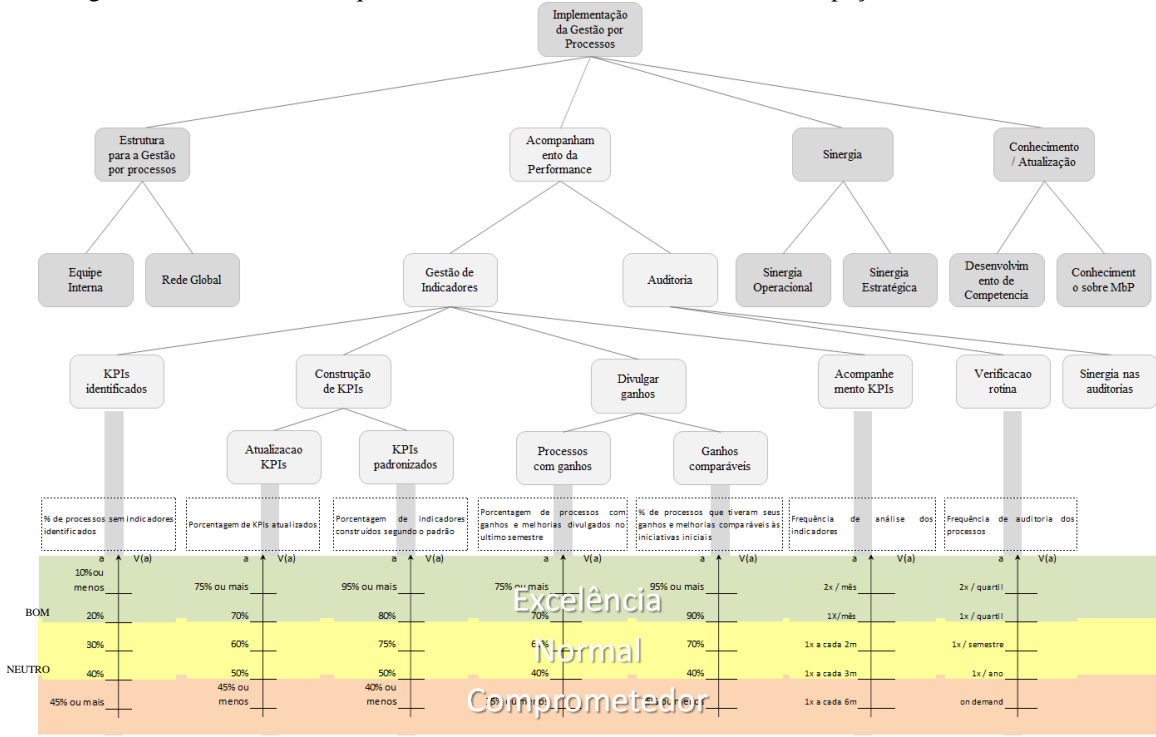 Implementação
da Gestão por
Processos
Estrutura
para a Gestão
por processos
Acompanham
ento da
Performance
Sinergia
Conhecimento
/ Atualização
Equipe
Interna
Rede Global
Gestão de
Indicadores
Auditoria
Sinergia
Operacional
Sinergia
Estratégica
Desenvolvim
ento de
Competencia
Conheciment
o sobre MbP
KPIs
identificados
Construção
de KPIs
Divulgar
ganhos
Acompanhe
mento KPIs
Verificacao
rotina
Sinergia nas
auditorias
Atualizacao
KPIs
KPIs
padronizados
Processos
com ganhos
Ganhos
comparáveis
% de processos sem indicadores
identificados
Porcentagem de KPIs atualizados
Porcentagem de indicadores
construídos segundo o padrão
Porcentagem de processos com
ganhos e melhorias divulgados no
ultimo semestre
% de processos que tiveram seus
ganhos e melhorias comparáveis às
iniciativas iniciais
Frequência de análise dos
indicadores
Frequência de auditoria dos
processos
a V(a) a V(a) a V(a) a V(a) a V(a) a V(a) a V(a)
10% ou
menos
75% ou mais 95% ou mais 75% ou mais 95% ou mais 2x / mês 2x / quartil
Excelência
BOM 20% 70% 80% 70% 90% 1X/mês 1x / quartil
30% 60% 75% 70% 1x a cada 2m 1x / semestre
Normal
NEUTRO 40% 50% 50% 40% 40% 1x a cada 3m 1x / ano
45% ou mais
45% ou
menos
40% ou
menos
Comprometedor
1x a cada 6m on demand